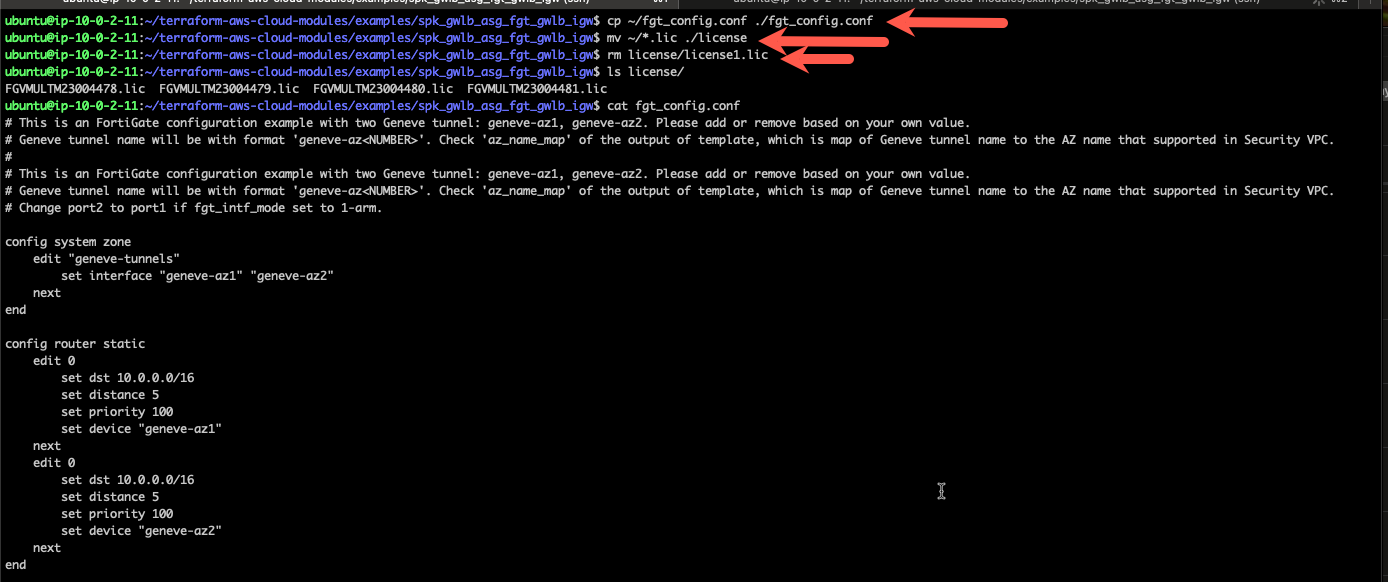 ubuntu@ip-10-0-2-11:~/terraform-aws-cloud-modules/examples/spk_gwlb_asg_fgt_gwlb_igw$ cp ~/fgt_config.conf ./fgt_config.conf
ubuntu@ip-10-0-2-11:~/terraform-aws-cloud-modules/examples/spk_gwlb_asg_fgt_gwlb_igw$ mv ~/*.lic ./license
ubuntu@ip-10-0-2-11:~/terraform-aws-cloud-modules/examples/spk_gwlb_asg_fgt_gwlb_igw$ rm license/license1.lic
ubuntu@ip-10-0-2-11:~/terraform-aws-cloud-modules/examples/spk_gwlb_asg_fgt_gwlb_igw$ ls license/
FGVMULTM23004478.lic  FGVMULTM23004479.lic  FGVMULTM23004480.lic  FGVMULTM23004481.lic
ubuntu@ip-10-0-2-11:~/terraform-aws-cloud-modules/examples/spk_gwlb_asg_fgt_gwlb_igw$ cat fgt_config.conf
# This is an FortiGate configuration example with two Geneve tunnel: geneve-az1, geneve-az2. Please add or remove based on your own value.
# Geneve tunnel name will be with format 'geneve-az<NUMBER>'. Check 'az_name_map' of the output of template, which is map of Geneve tunnel name to the AZ name that supported in Security VPC.
#
# This is an FortiGate configuration example with two Geneve tunnel: geneve-az1, geneve-az2. Please add or remove based on your own value.
# Geneve tunnel name will be with format 'geneve-az<NUMBER>'. Check 'az_name_map' of the output of template, which is map of Geneve tunnel name to the AZ name that supported in Security VPC.
# Change port2 to port1 if fgt_intf_mode set to 1-arm.

config system zone
    edit "geneve-tunnels"
        set interface "geneve-az1" "geneve-az2"
    next
end

config router static
    edit 0
        set dst 10.0.0.0/16
        set distance 5
        set priority 100
        set device "geneve-az1"
    next
    edit 0
        set dst 10.0.0.0/16
        set distance 5
        set priority 100
        set device "geneve-az2"
    next
end